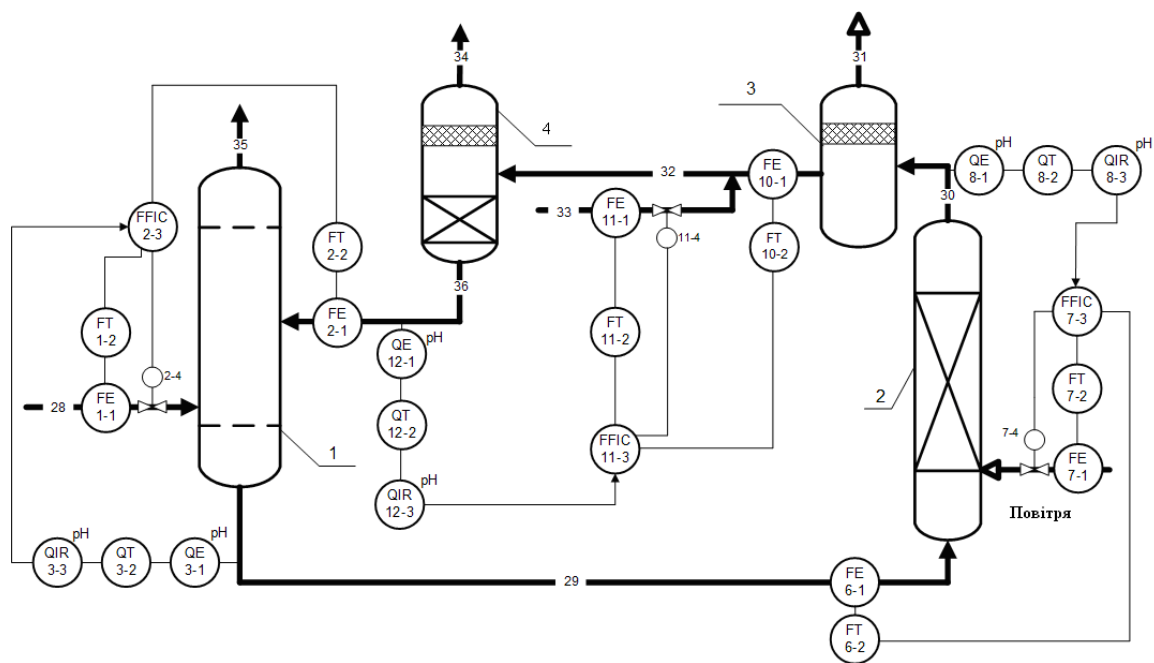 34
31
3
4
35
pH
QE
8-1
QT
8-2
pH
QIR
8-3
32
FE
10-1
30
33
FE
11-1
11-4
FFIC
2-3
FT
2-2
FT
10-2
36
FE
2-1
FFIC
7-3
FT
1-2
FT
11-2
pH
QE
12-1
2-4
28
FE
1-1
FT
7-2
2
QT
12-2
7-4
1
FFIC
11-3
FE
7-1
QIR
12-3
pH
Повітря
pH
QIR
3-3
QT
3-2
pH
QE
3-1
29
FE
6-1
FT
6-2